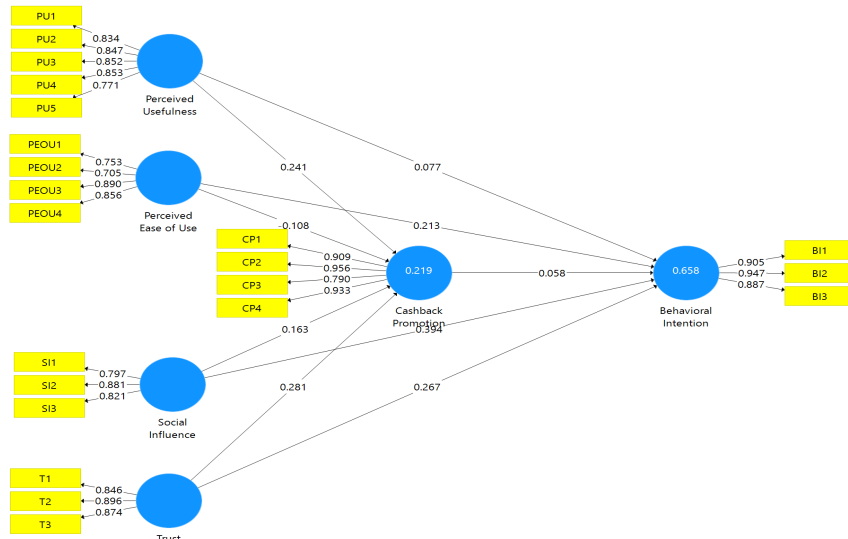 PU1
PU2
PU3
PU4
PU5
0.834
0.847
0.852
0.853
0.771
Perceived
Usefulness
PEOU1
PEOU2
PEOU3
PEOU4
0.753
0.705
0.890
0.856
Perceived
Ease of Use
0.241
0.077
-0.108
0.213
CP1
CP2
CP3
CP4
0.909
0.956
0.790
0.933
0.219
Cashback
Promotion
0.058
0.658
Behavioral
Intention
0.905
0.947
0.887
BI1
BI2
BI3
0.163
0.394
SI1
SI2
SI3
0.797
0.881
0.821
Social
Influence
0.281
0.267
T1
T2
T3
0.846
0.896
0.874
Trust